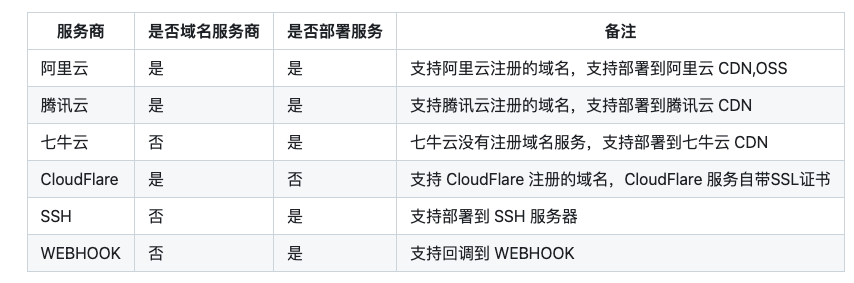 服务商 是否域名服务商 是否部署服务 备注
阿里云 是 是 支持阿里云注册的域名，支持部署到阿里云 CDN,OSS
腾讯云 是 是 支持腾讯云注册的域名，支持部署到腾讯云 CDN
七牛云 否 是 七牛云没有注册域名服务，支持部署到七牛云 CDN
CloudFlare 是 否 支持 CloudFlare 注册的域名，CloudFlare 服务自带SSL证书
SSH 否 是 支持部署到 SSH 服务器
WEBHOOK 否 是 支持回调到 WEBHOOK